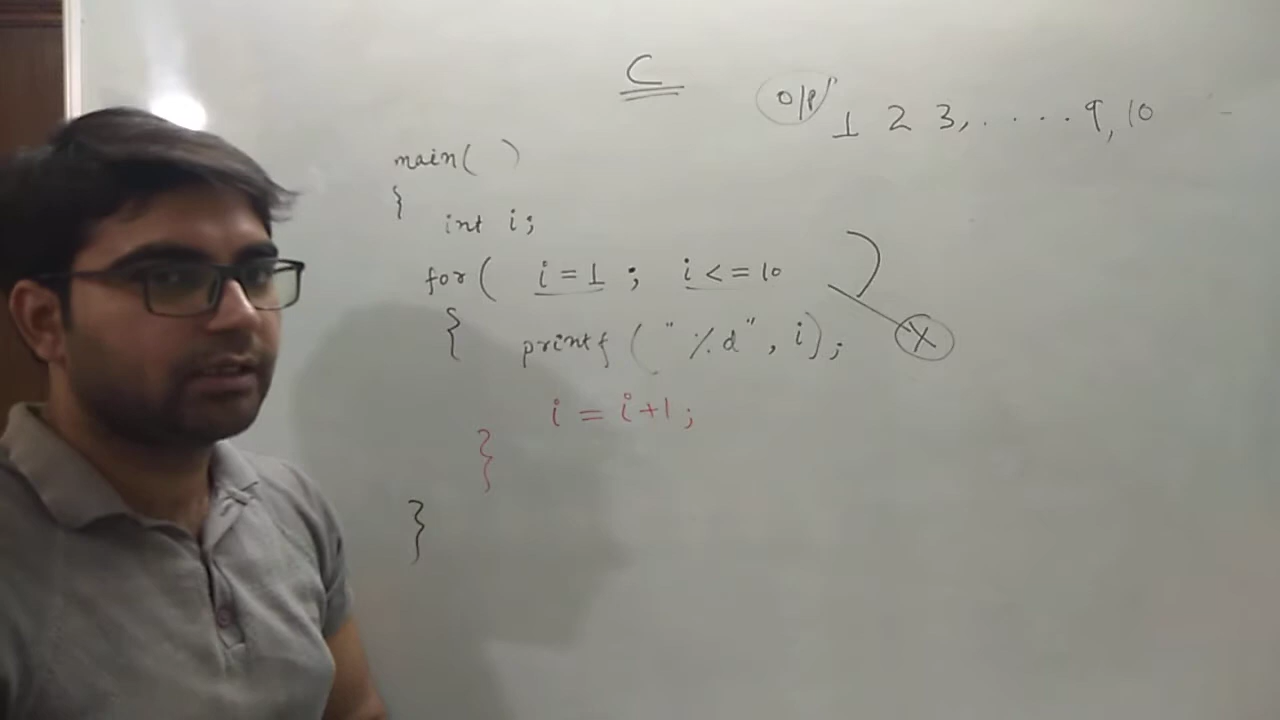 C
o/p 1 2 3, ..... 9, 10
main( )
{
int i;
for( i = 1 ; i <= 10 )
{ printf ( "%d", i); X
i = i+1;
}
}